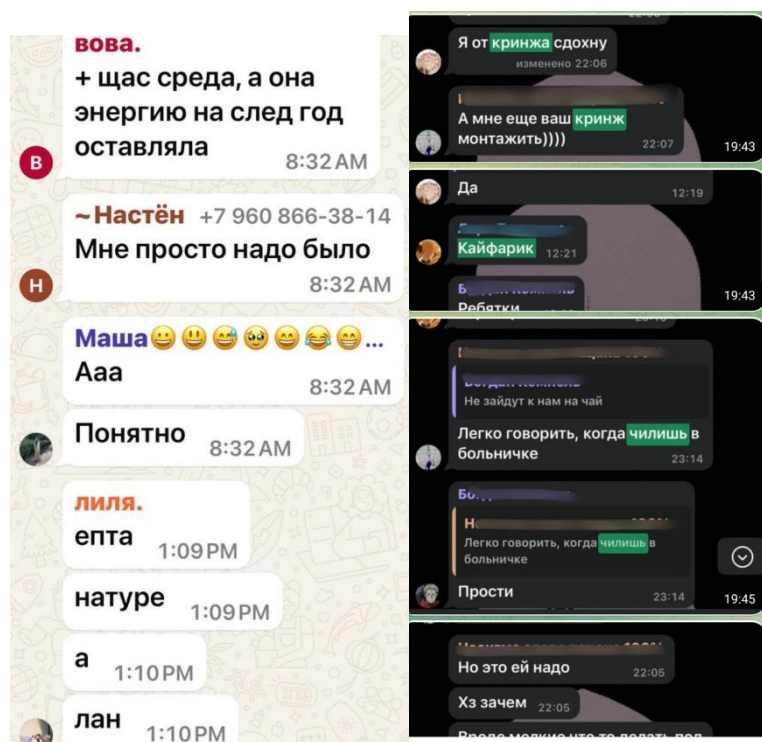 вова.
+ щас среда, а она
энергию на след год
оставляла
8:32 AM
В
~Настён +7 960 866-38-14
Мне просто надо было
8:32 AM
Н
Маша😀😃😅🥹😄😂😁...
Ааа
8:32 AM
Понятно
8:32 AM
лиля.
епта
1:09 PM
натуре
1:09 PM
а
1:10 PM
лан
1:10 PM
Я от кринжа сдохну
изменено 22:06
А мне еще ваш кринж
монтажить))))
22:07
19:43
Да
12:19
Кайфарик
12:21
Ребятки
19:43
Не зайдут к нам на чай
Легко говорить, когда чилишь в
больничке
23:14
Легко говорить, когда чилишь в
больничке
Прости
23:14
19:45
Но это ей надо
22:05
Хз зачем
22:05